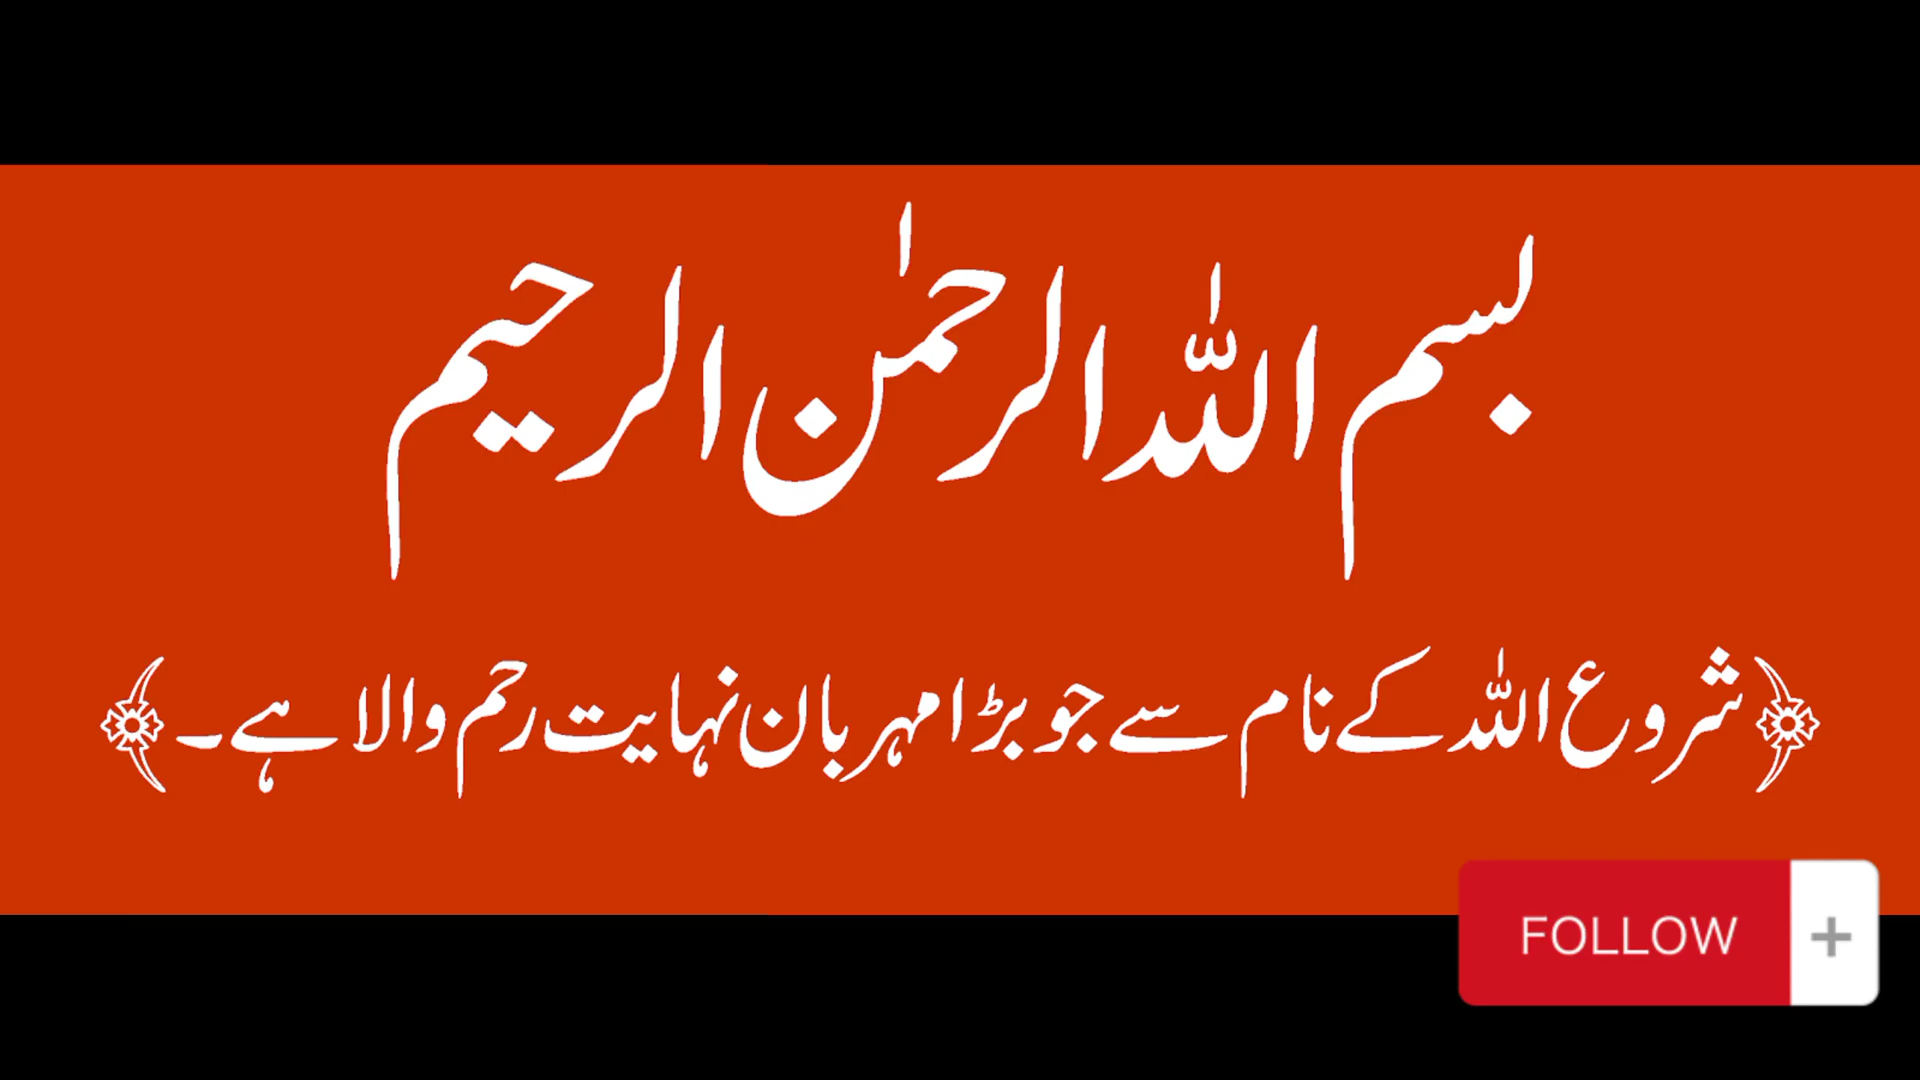 بسم اللہ الرحمٰن الرحیم
﴿شروع اللہ کے نام سے جو بڑا مہربان نہایت رحم والا ہے۔﴾
FOLLOW +